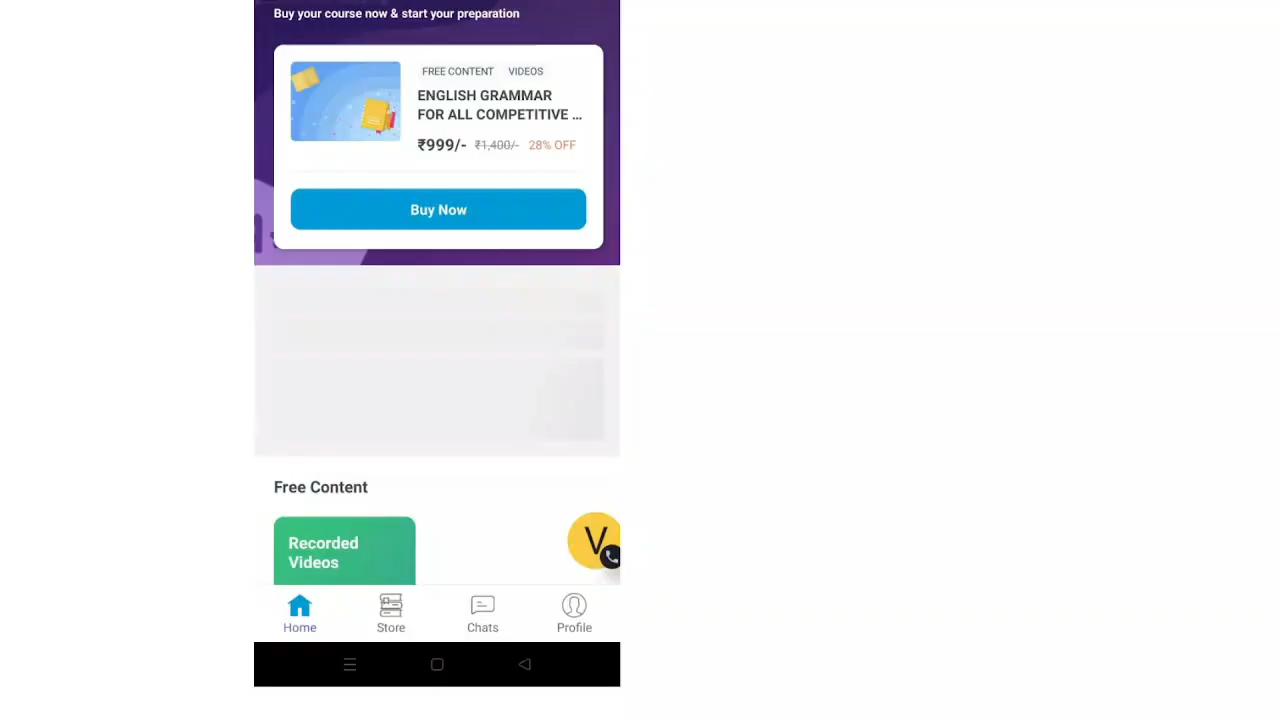 Buy your course now & start your preparation
FREE CONTENT VIDEOS
ENGLISH GRAMMAR
FOR ALL COMPETITIVE ...
₹999/- ₹1,400/- 28% OFF
Buy Now
Free Content
Recorded
Videos
V
Home Store Chats Profile